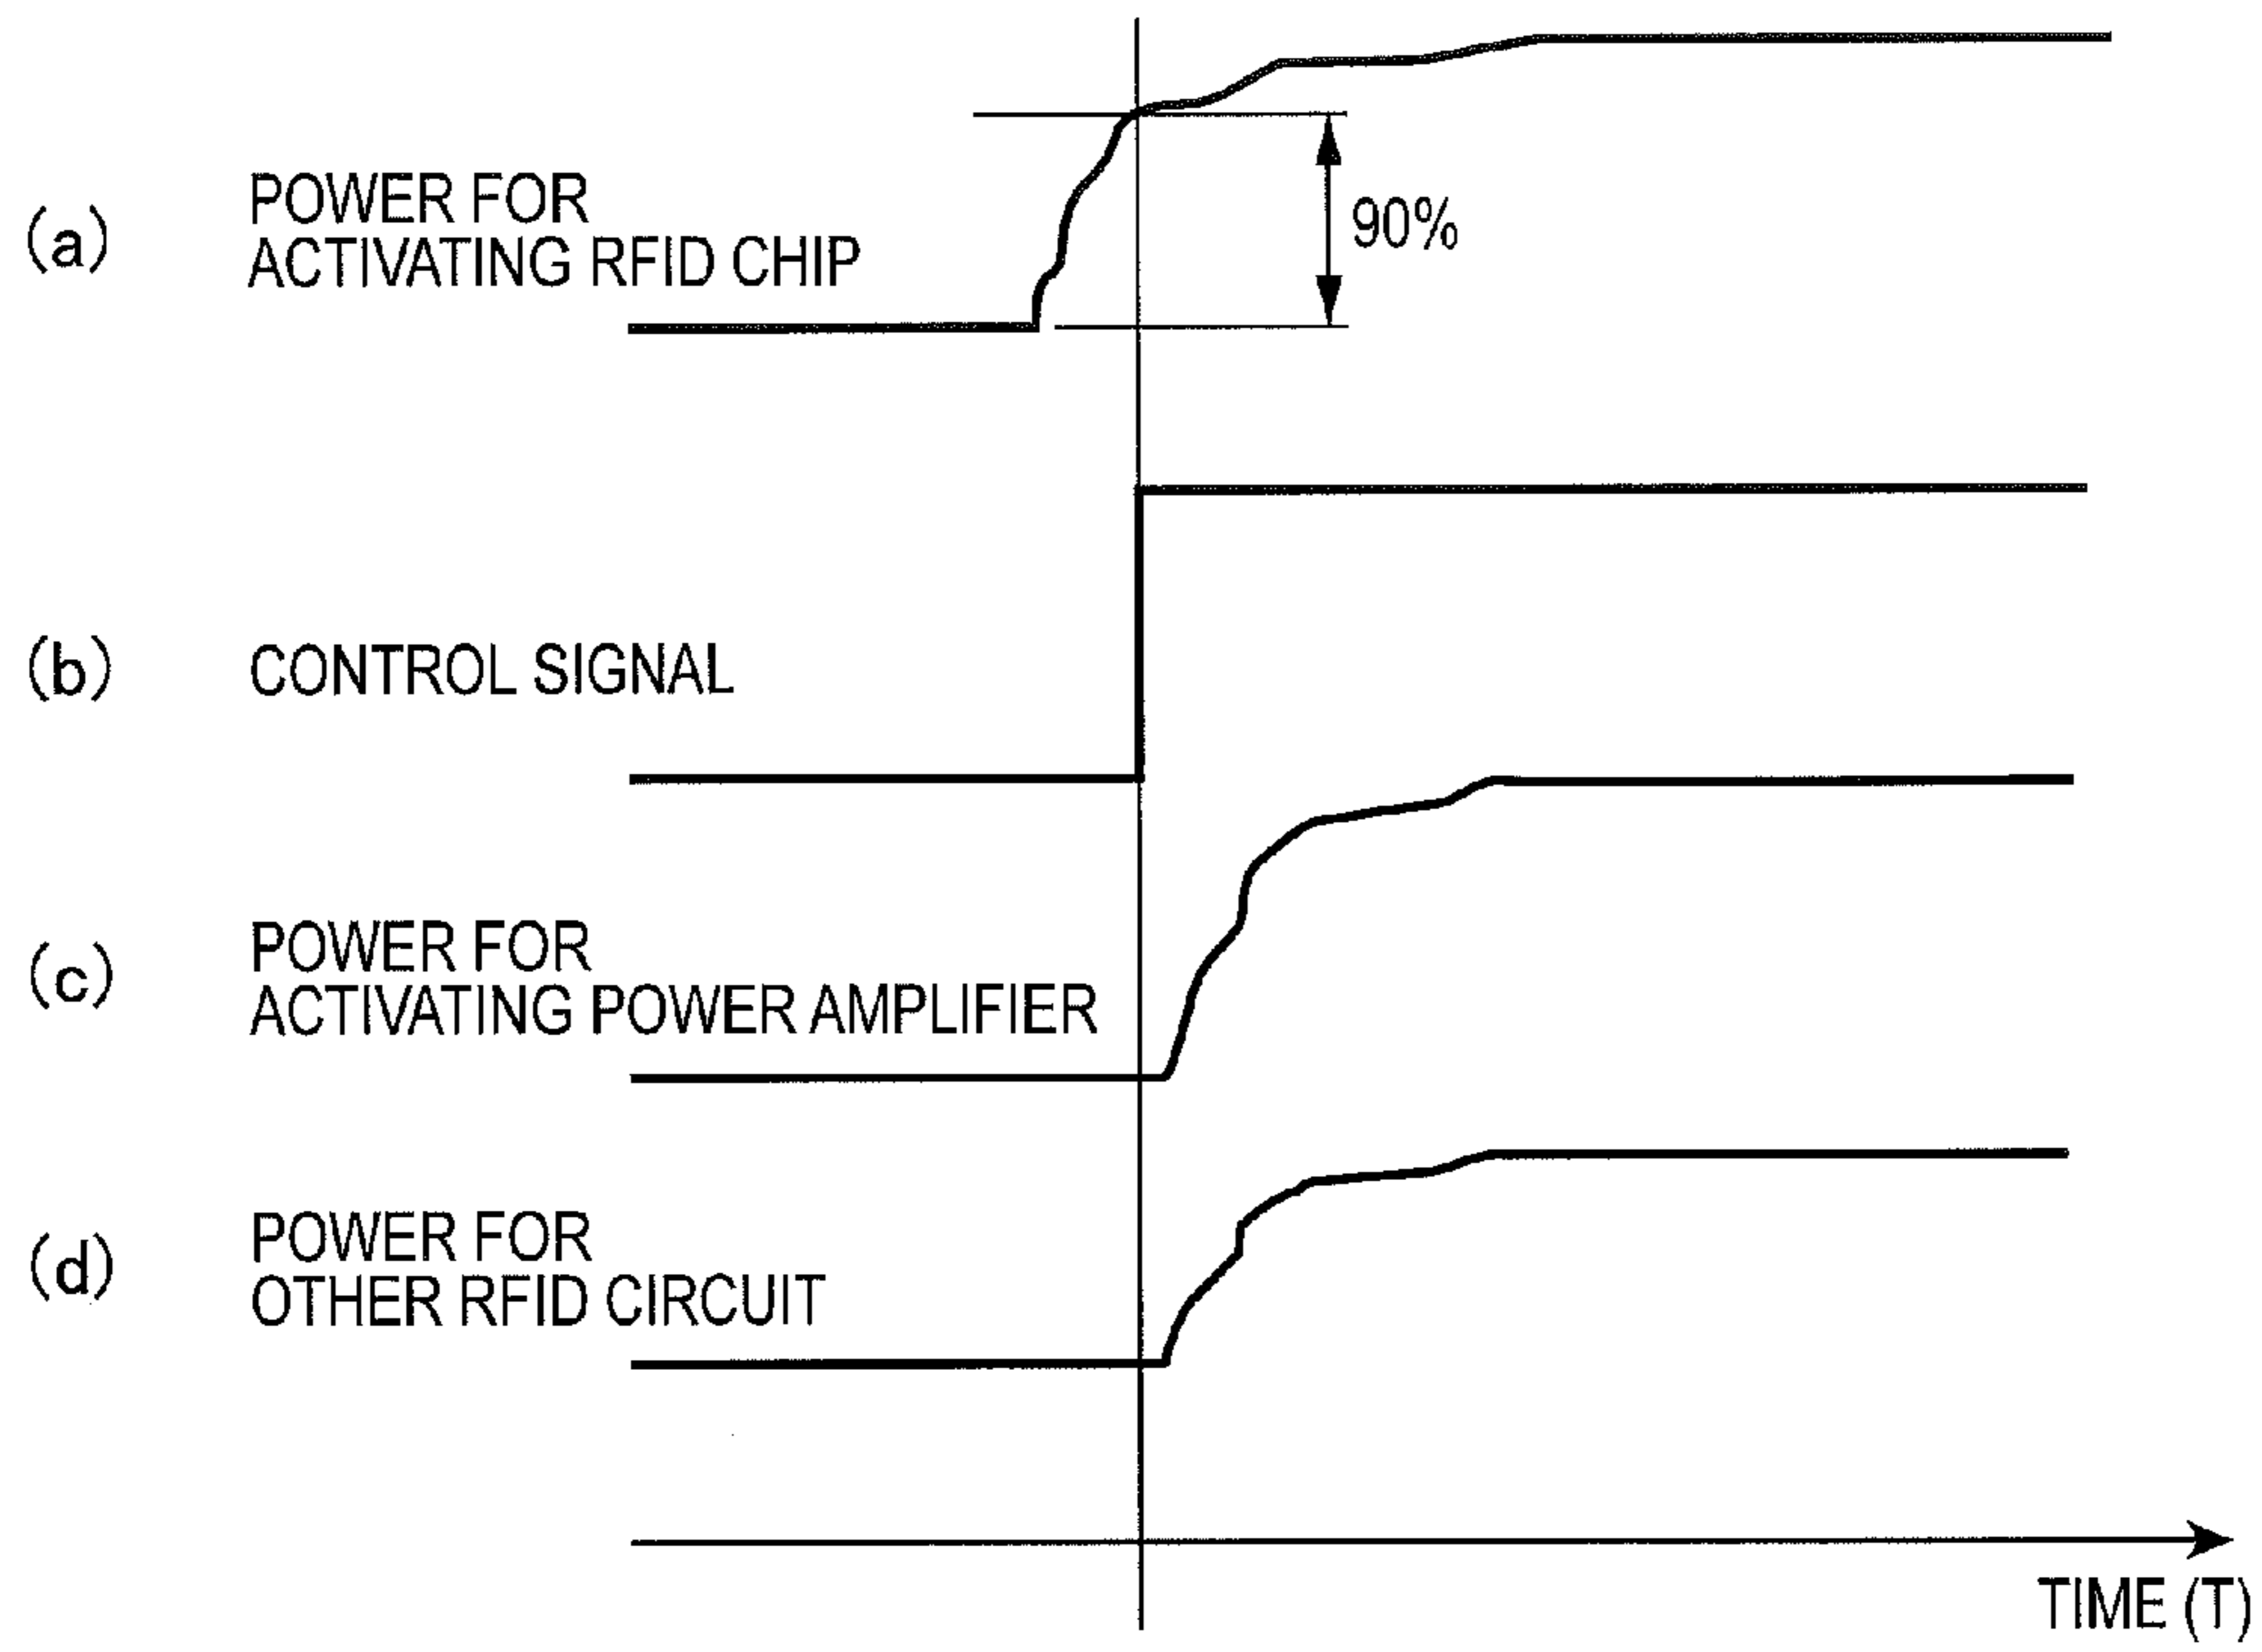 (a)
POWER FOR
ACTIVATING RFID CHIP
90%
(b)
CONTROL SIGNAL
(c)
POWER FOR
ACTIVATING POWER AMPLIFIER
(d)
POWER FOR
OTHER RFID CIRCUIT
TIME (T)